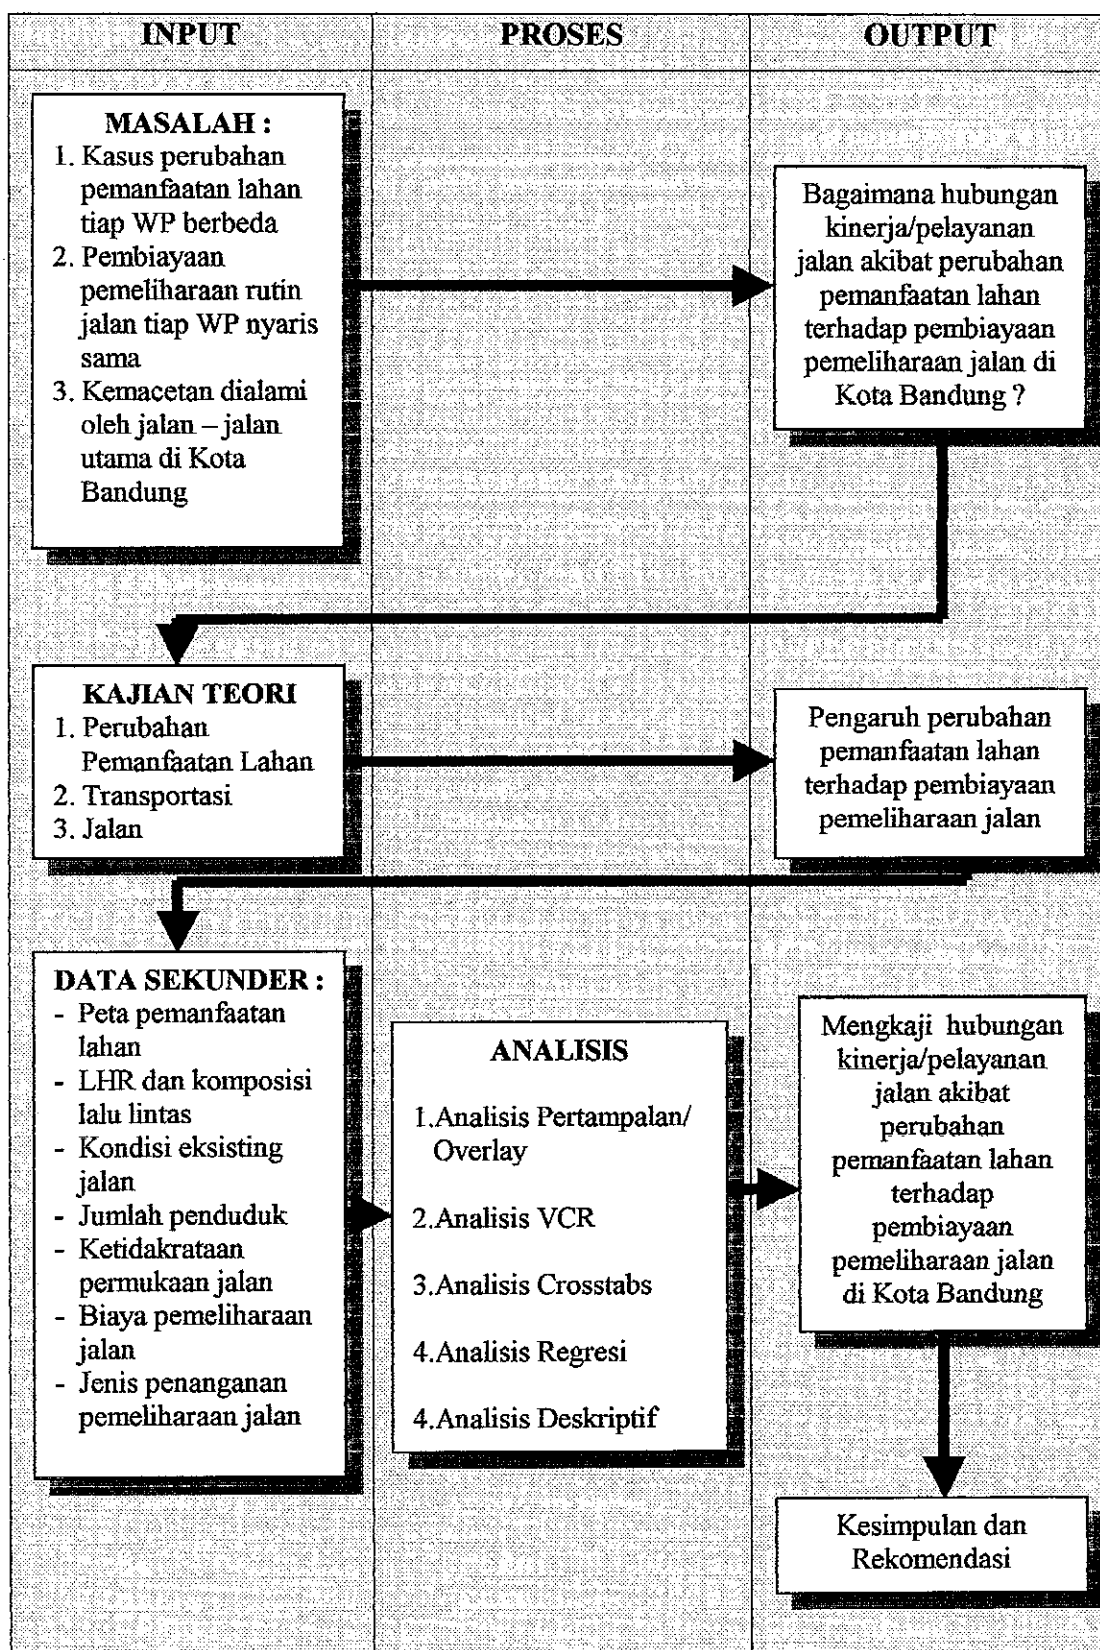 INPUT
PROSES
OUTPUT
MASALAH :
1. Kasus perubahan
pemanfaatan lahan
tiap WP berbeda
2. Pembiayaan
pemeliharaan rutin
jalan tiap WP nyaris
sama
3. Kemacetan dialami
oleh jalan – jalan
utama di Kota
Bandung
Bagaimana hubungan
kinerja/pelayanan
jalan akibat perubahan
pemanfaatan lahan
terhadap pembiayaan
pemeliharaan jalan di
Kota Bandung ?
KAJIAN TEORI
1. Perubahan
Pemanfaatan Lahan
2. Transportasi
3. Jalan
Pengaruh perubahan
pemanfaatan lahan
terhadap pembiayaan
pemeliharaan jalan
DATA SEKUNDER :
- Peta pemanfaatan
lahan
- LHR dan komposisi
lalu lintas
- Kondisi eksisting
jalan
- Jumlah penduduk
- Ketidakrataan
permukaan jalan
- Biaya pemeliharaan
jalan
- Jenis penanganan
pemeliharaan jalan
ANALISIS
1.Analisis Pertampalan/
Overlay
2.Analisis VCR
3.Analisis Crosstabs
4.Analisis Regresi
4.Analisis Deskriptif
Mengkaji hubungan
kinerja/pelayanan
jalan akibat
perubahan
pemanfaatan lahan
terhadap
pembiayaan
pemeliharaan jalan
di Kota Bandung
Kesimpulan dan
Rekomendasi